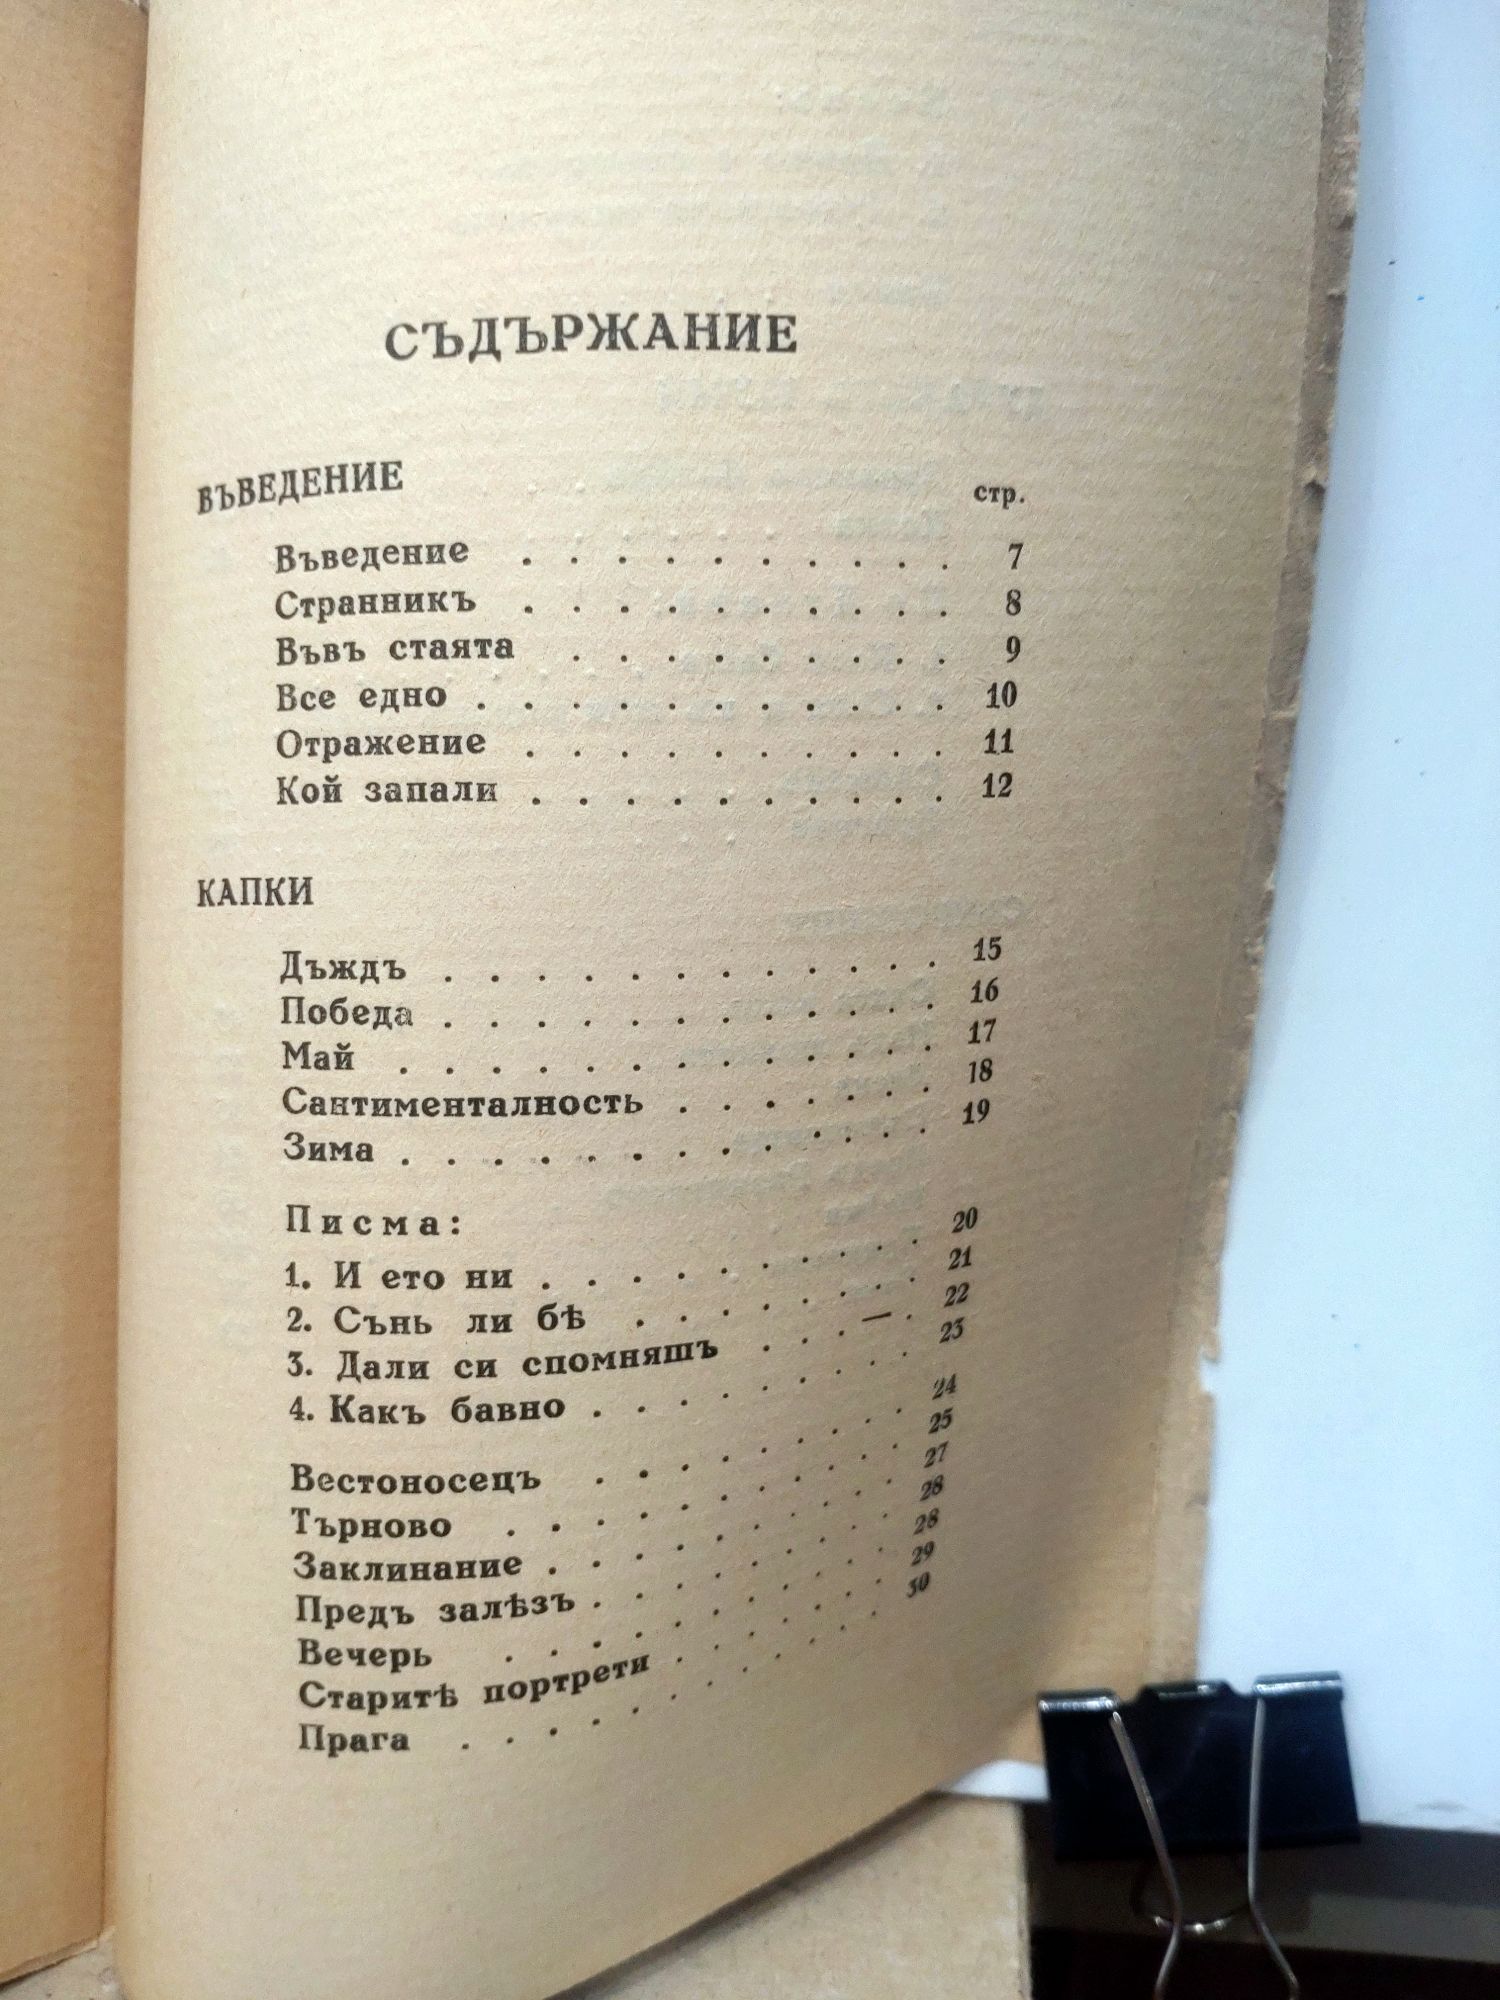 СЪДЪРЖАНИЕ
ВЪВЕДЕНИЕ
стр.
Въведение . . . . . . . . . . 7
Странникъ . . . . . . . . . . 8
Във​ъ стаята . . . . . . . . . 9
Все едно . . . . . . . . . . . 10
Отражение . . . . . . . . . . 11
Кой запали . . . . . . . . . . 12
КАПКИ
Дъждъ . . . . . . . . . . . . 15
Победа . . . . . . . . . . . . 16
Май . . . . . . . . . . . . . 17
Сантименталность . . . . . . . 18
Зима . . . . . . . . . . . . . 19
Писма:
1. И ето ни . . . . . . . . . 20
2. Сънь ли бѣ . . . . . . . . 21
3. Дали си спомняшъ . . . — . 22
4. Какъ бавно . . . . . . . . 23
Вестоносецъ . . . . . . . . 24
Търново . . . . . . . . . . 25
Заклинание . . . . . . . . . 27
Предъ залѣзъ . . . . . . . . 28
Вечерь . . . . . . . . . . 28
Старитѣ портрети . . . . . . 29
Прага . . . . . . . . . . 30